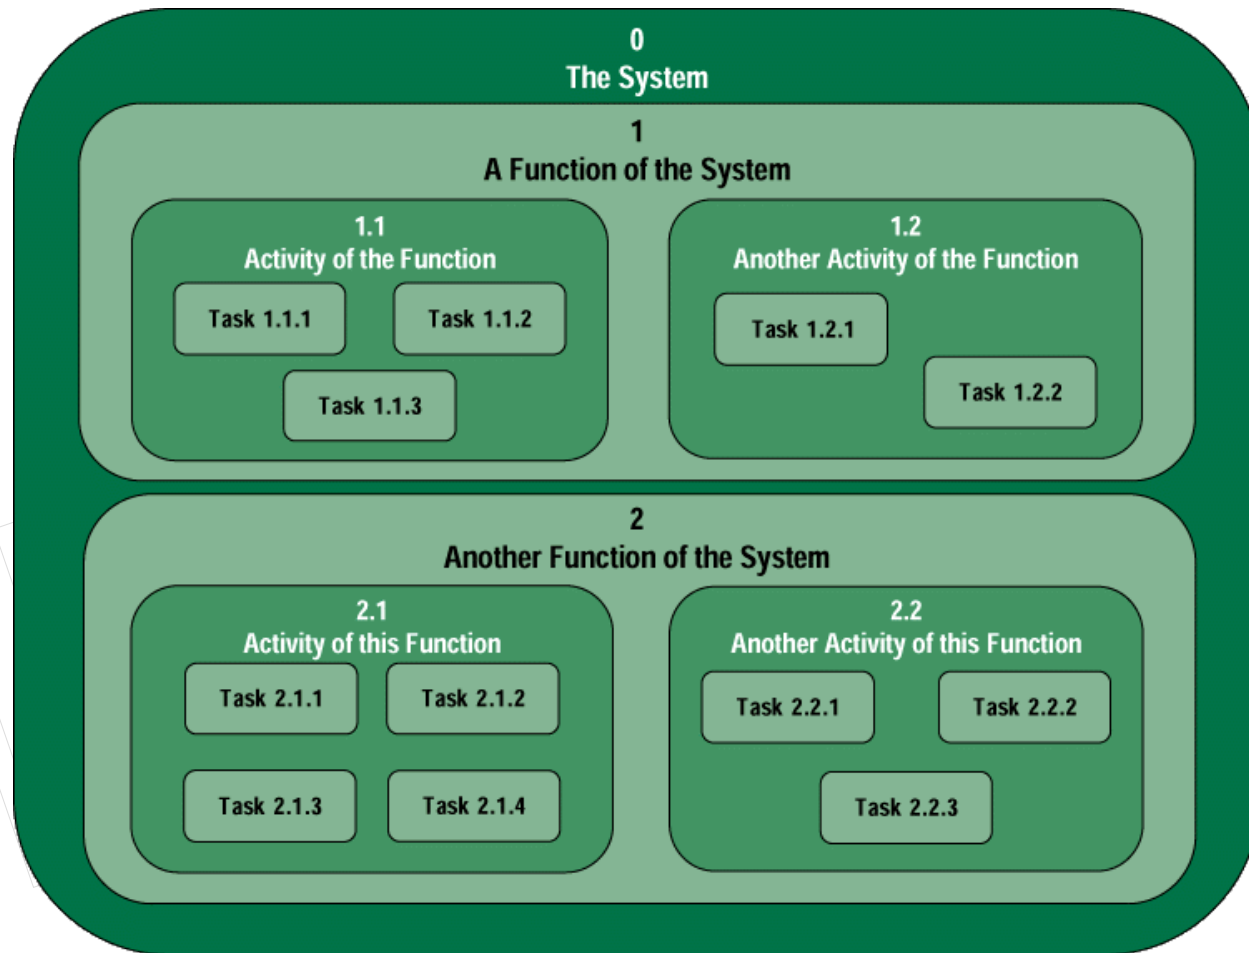 0
The System
1
A Function of the System
1.1
Activity of the Function
Task 1.1.1
Task 1.1.2
Task 1.1.3
1.2
Another Activity of the Function
Task 1.2.1
Task 1.2.2
2
Another Function of the System
2.1
Activity of this Function
Task 2.1.1
Task 2.1.2
Task 2.1.3
Task 2.1.4
2.2
Another Activity of this Function
Task 2.2.1
Task 2.2.2
Task 2.2.3